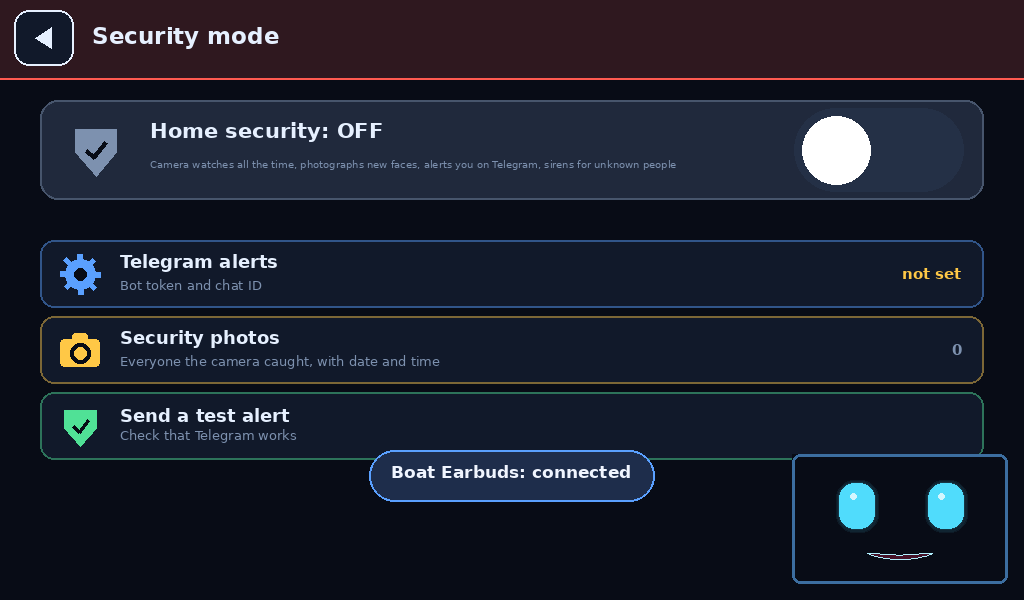 Security mode
Home security: OFF
Camera watches all the time, photographs new faces, alerts you on Telegram, sirens for unknown people
Telegram alerts
Bot token and chat ID
not set
Security photos
Everyone the camera caught, with date and time
0
Send a test alert
Check that Telegram works
Boat Earbuds: connected